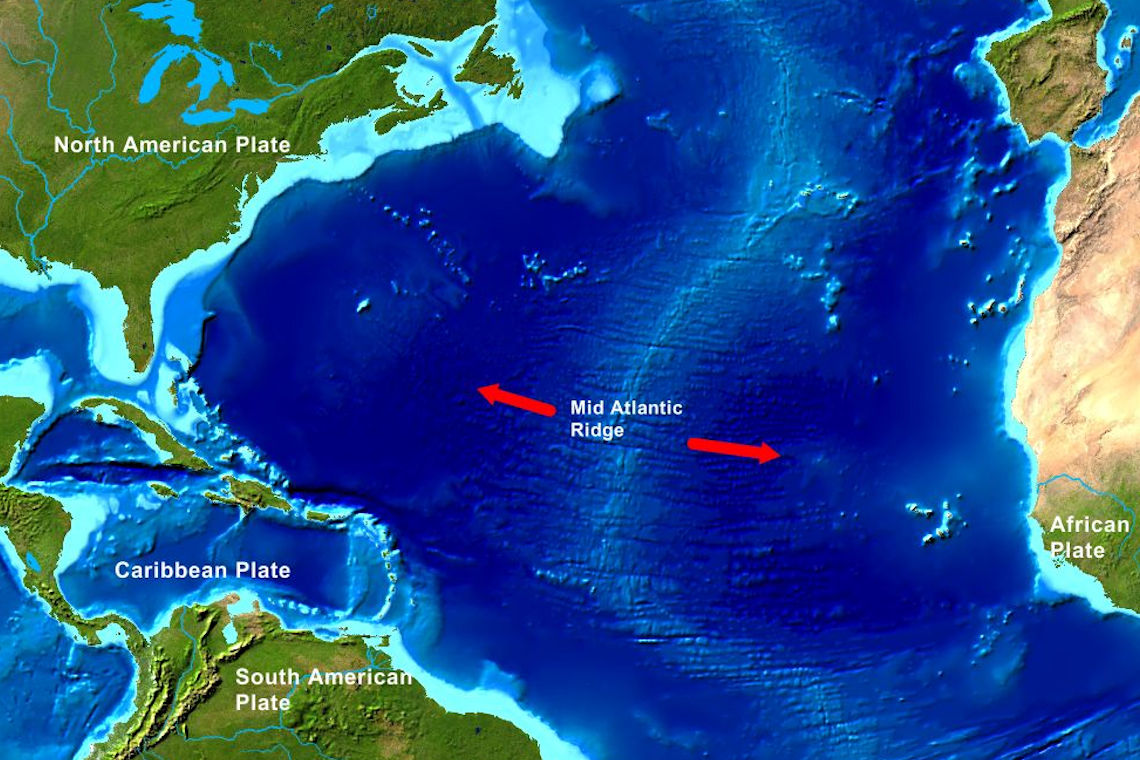 North American Plate
Mid Atlantic
Ridge
African
Plate
Caribbean Plate
South American
Plate